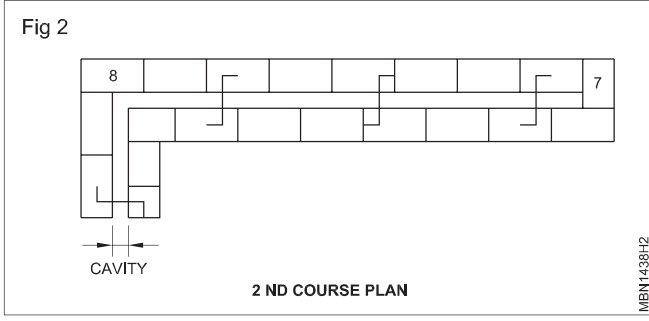 Fig 2
8
7
CAVITY
2 ND COURSE PLAN
MBN1438H2